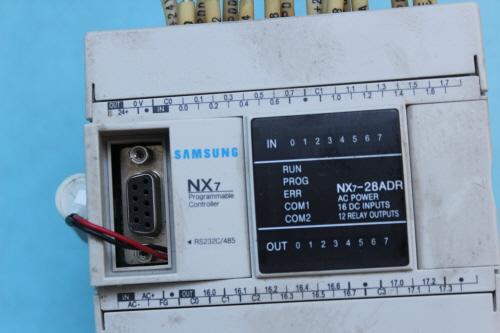 OUT 0V C0 0.1 0.3 0.5 0.7 C1 1.1 1.3 1.5 1.7
24+ • IN 0.0 0.2 0.4 0.6 • 1.0 1.2 1.4 1.6
SAMSUNG
NX7
Programmable
Controller
◄ RS232C/485
IN 0 1 2 3 4 5 6 7
RUN
PROG
ERR
COM1
COM2
NX7-28ADR
AC POWER
16 DC INPUTS
12 RELAY OUTPUTS
OUT 0 1 2 3 4 5 6 7
IN AC+ • OUT 16.0 16.1 16.2 16.4 16.6 • 17.0 17.2 •
AC- FG C0 C1 C2 16.3 16.5 16.7 C3 17.1 17.3